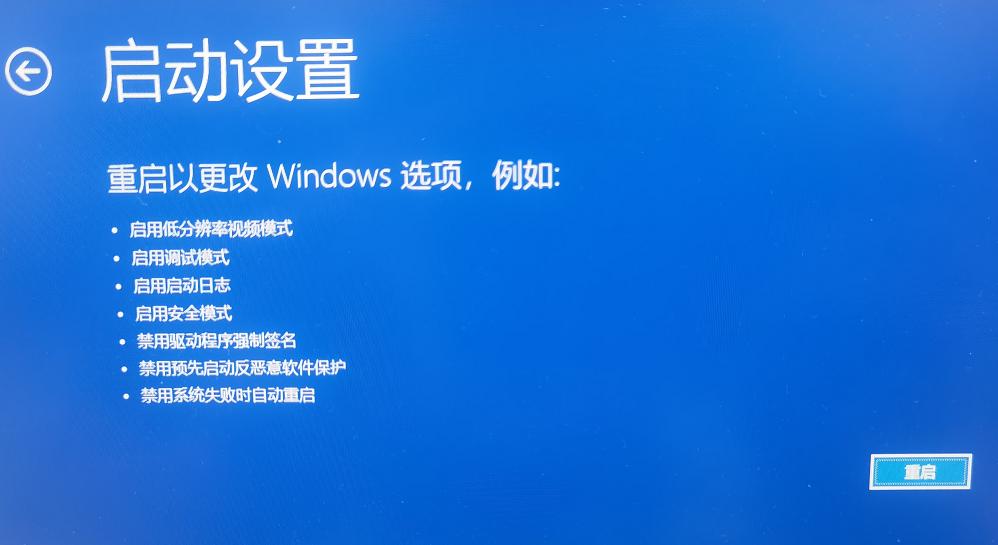 启动设置
重启以更改 Windows 选项，例如:
• 启用低分辨率视频模式
• 启用调试模式
• 启用启动日志
• 启用安全模式
• 禁用驱动程序强制签名
• 禁用预先启动反恶意软件保护
• 禁用系统失败时自动重启
重启